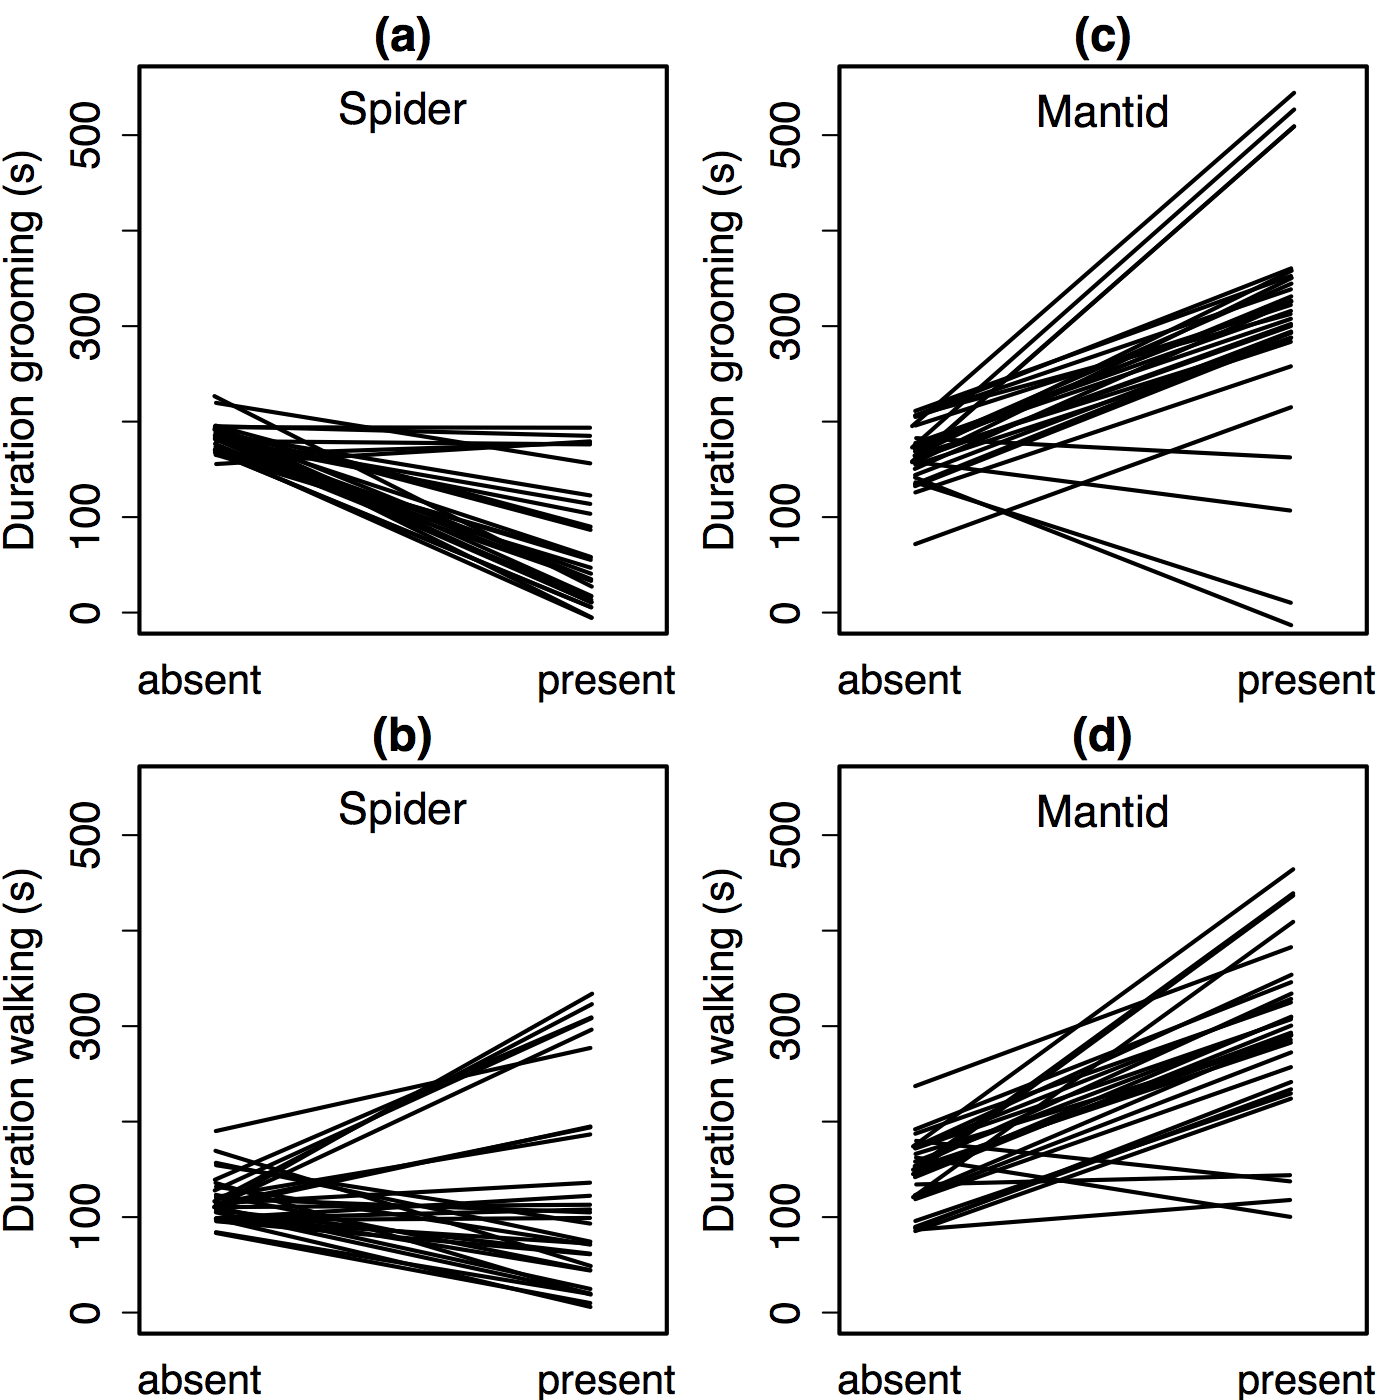 (a)
Spider
Duration grooming (s)
500
300
100
0
absent present
(c)
Mantid
Duration grooming (s)
500
300
100
0
absent present
(b)
Spider
Duration walking (s)
500
300
100
0
absent present
(d)
Mantid
Duration walking (s)
500
300
100
0
absent present